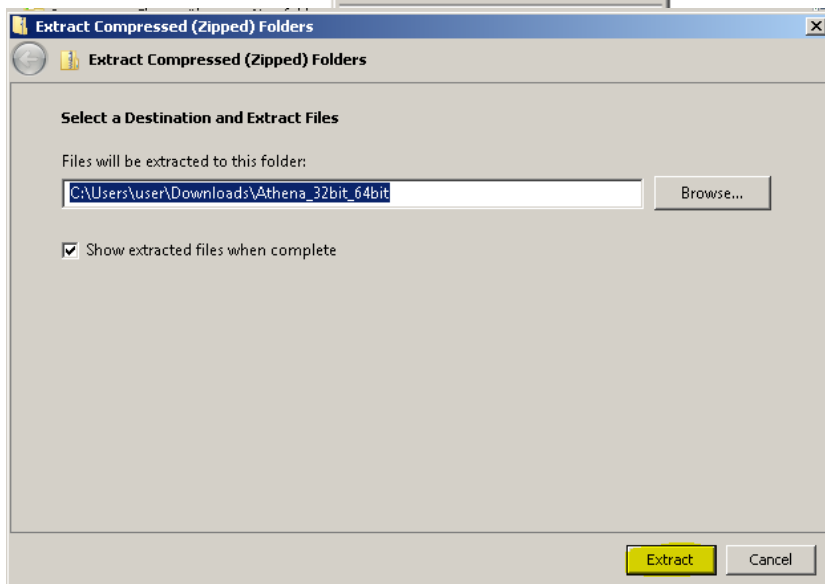 Extract Compressed (Zipped) Folders
Extract Compressed (Zipped) Folders
Select a Destination and Extract Files
Files will be extracted to this folder:
C:\Users\user\Downloads\Athena_32bit_64bit
Browse...
Show extracted files when complete
Extract
Cancel